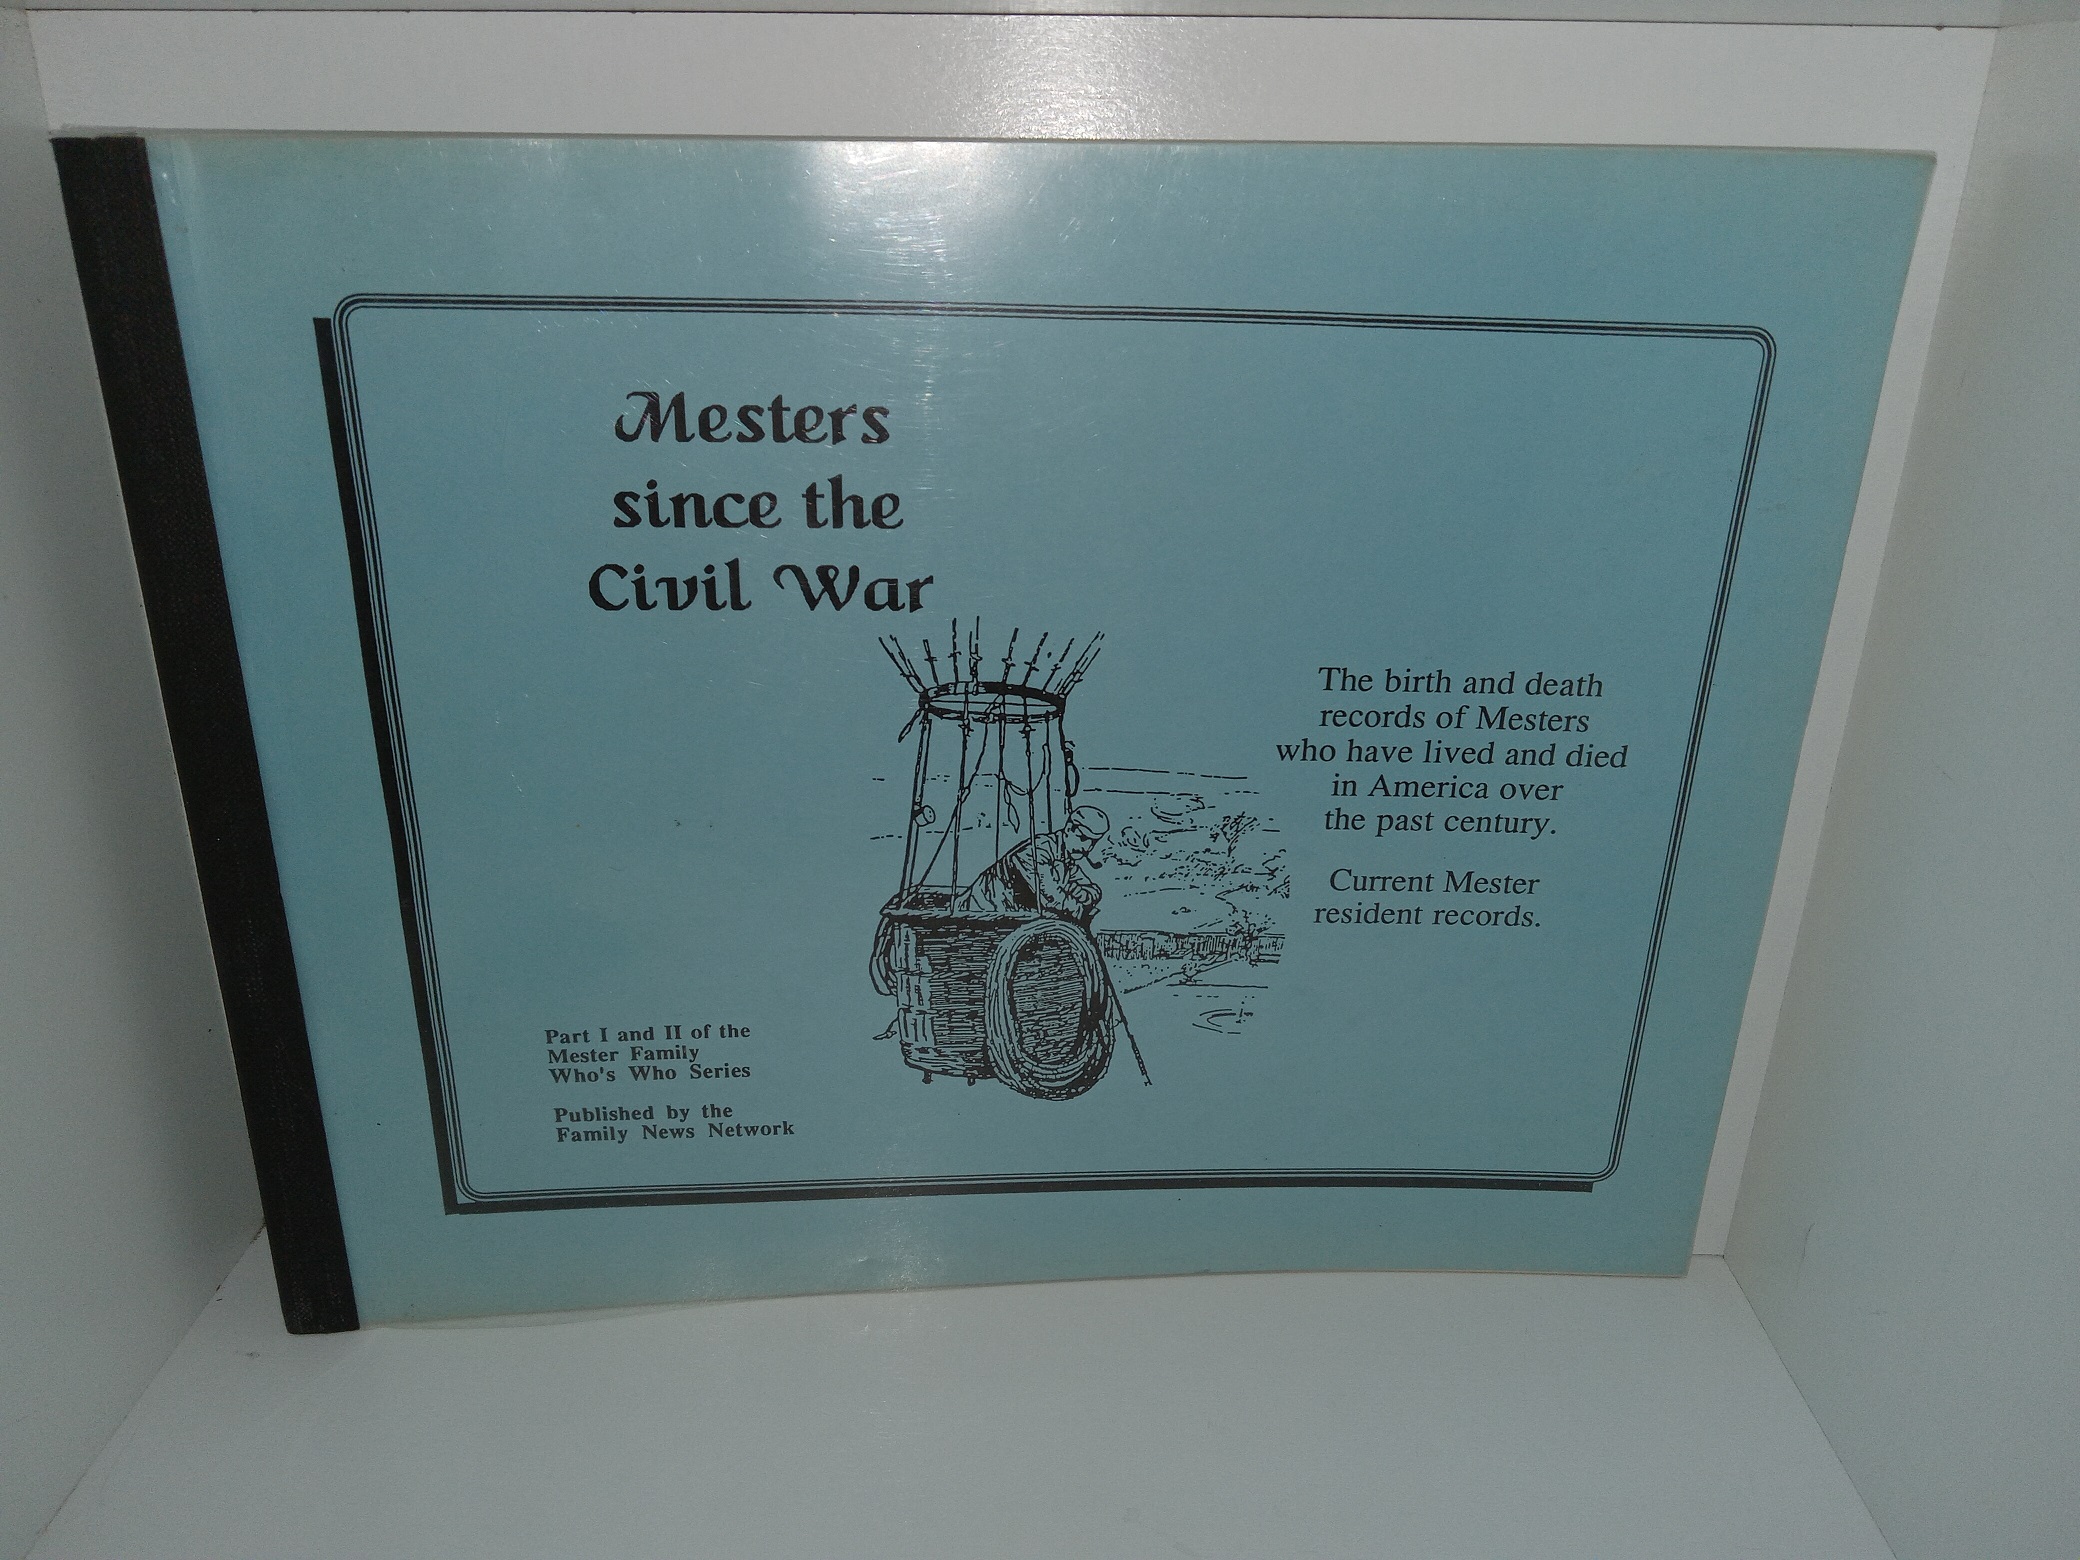 Mesters
since the
Civil War
The birth and death
records of Mesters
who have lived and died
in America over
the past century.
Current Mester
resident records.
Part I and II of the
Mester Family
Who's Who Series
Published by the
Family News Network